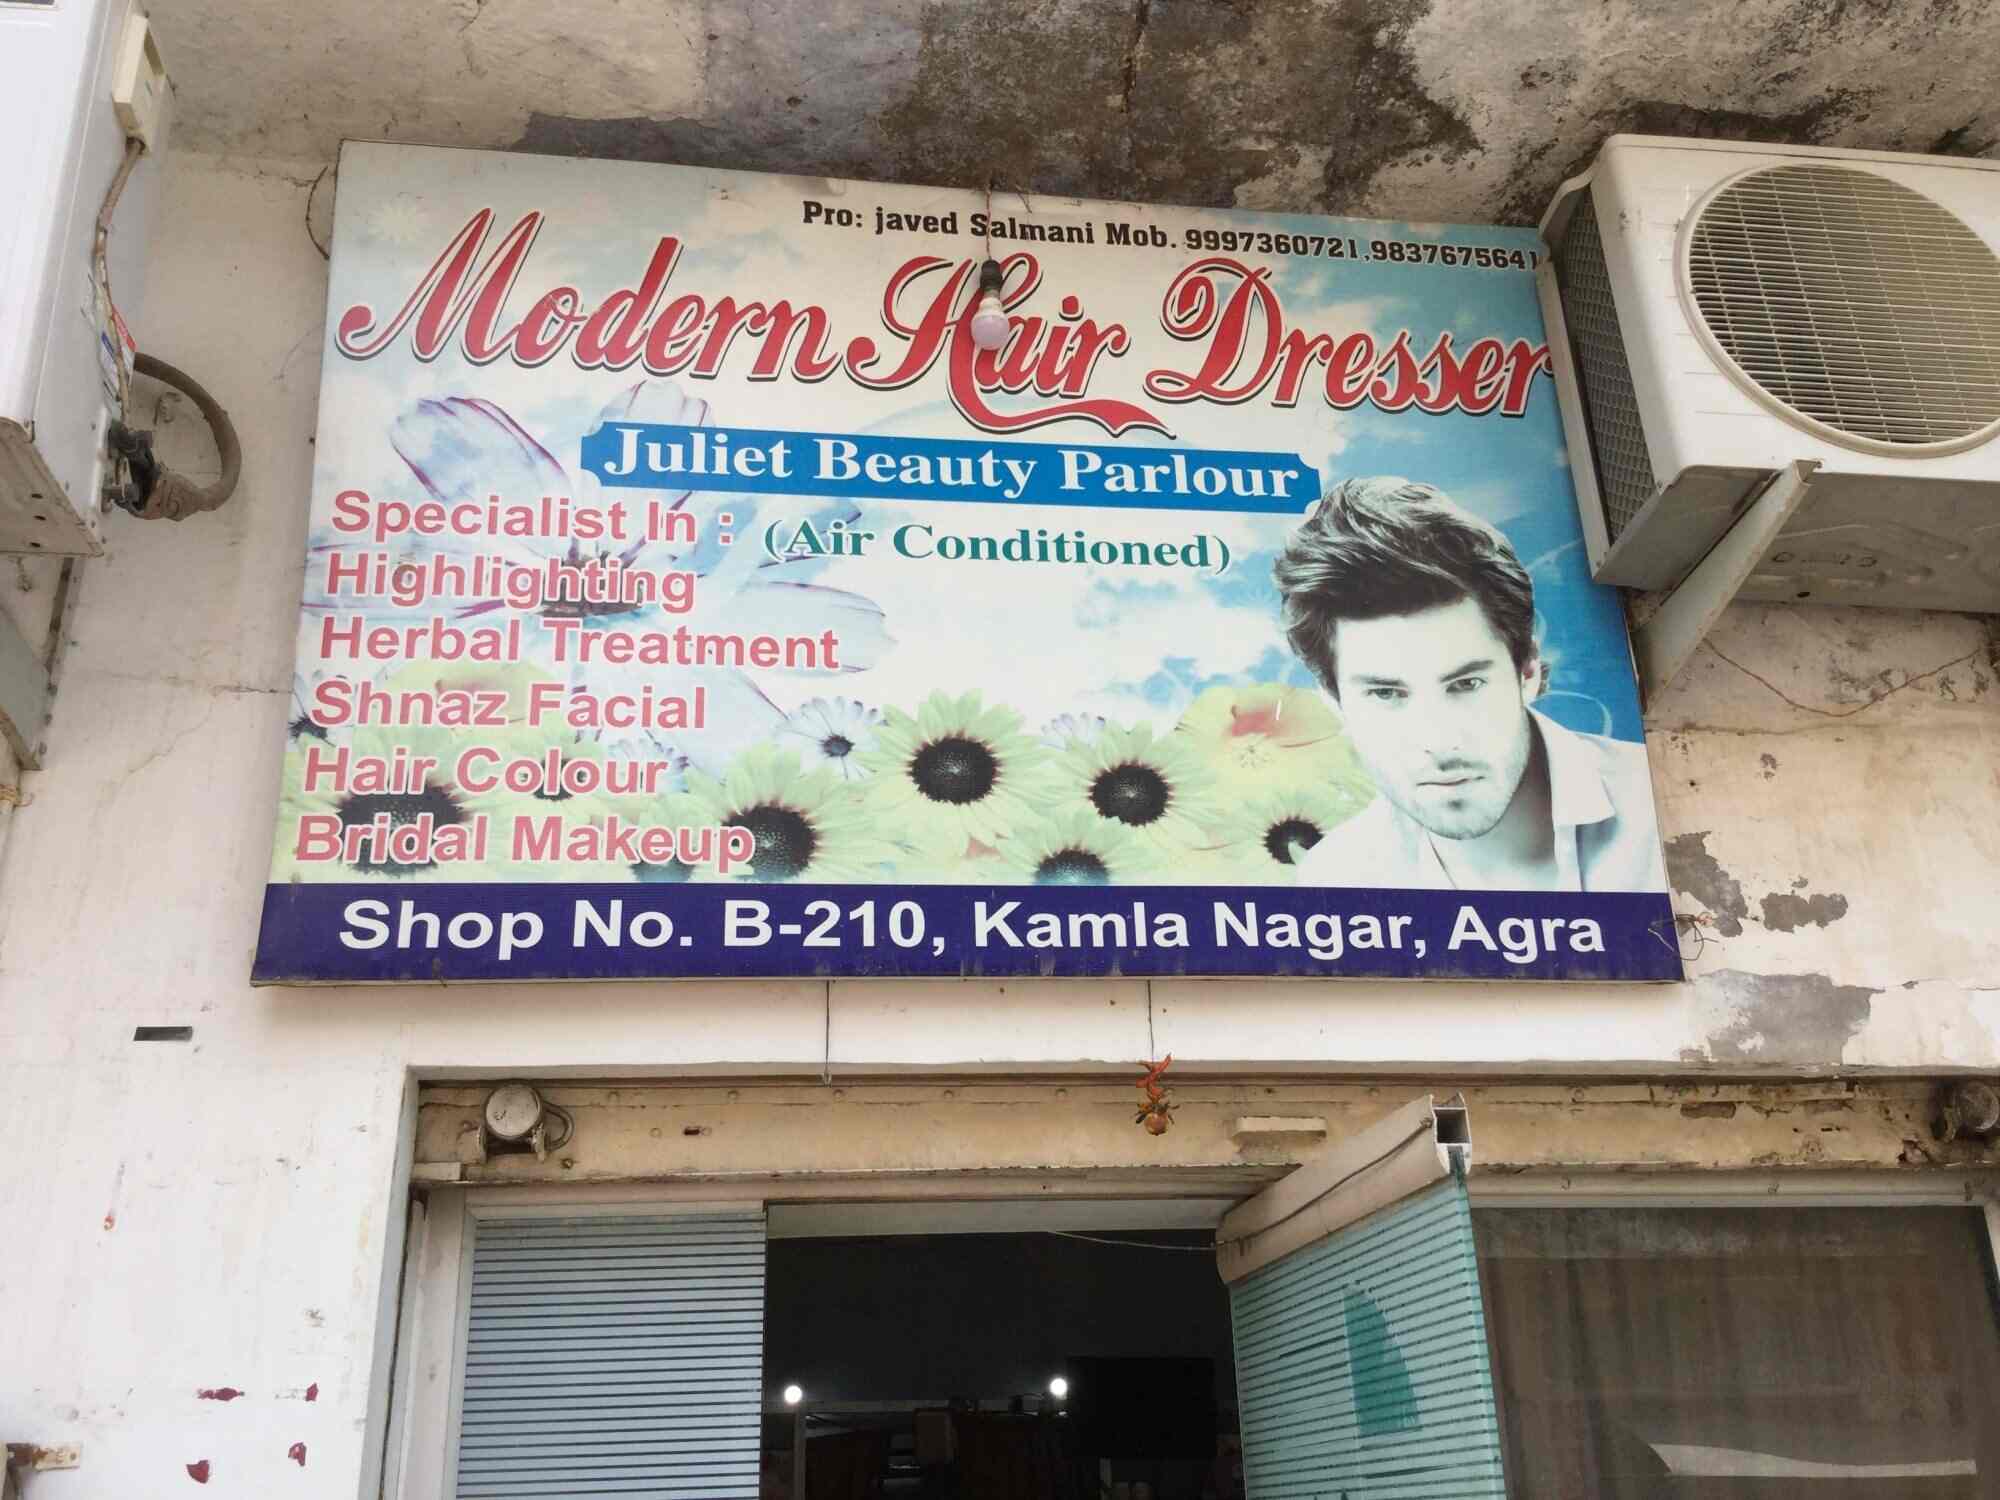 Pro: javed Salmani Mob. 9997360721,9837675641
Modern Hair Dresser
Juliet Beauty Parlour
Specialist In : (Air Conditioned)
Highlighting
Herbal Treatment
Shnaz Facial
Hair Colour
Bridal Makeup
Shop No. B-210, Kamla Nagar, Agra